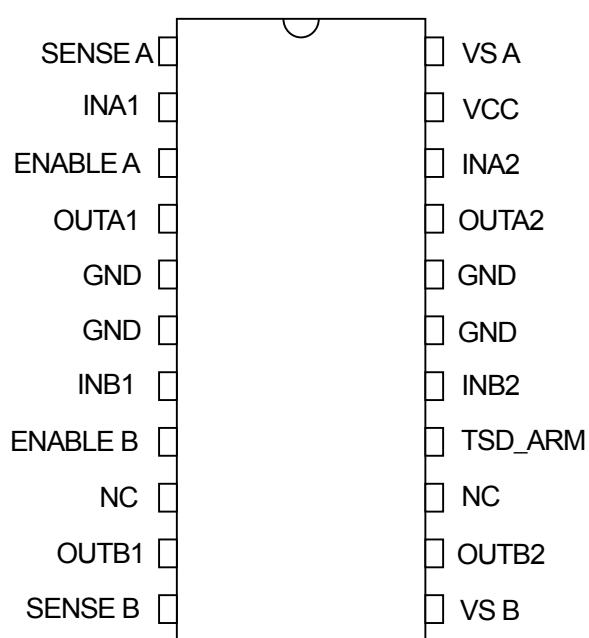 SENSE A VS A
INA1 VCC
ENABLE A INA2
OUTA1 OUTA2
GND GND
GND GND
INB1 INB2
ENABLE B TSD_ARM
NC NC
OUTB1 OUTB2
SENSE B VS B